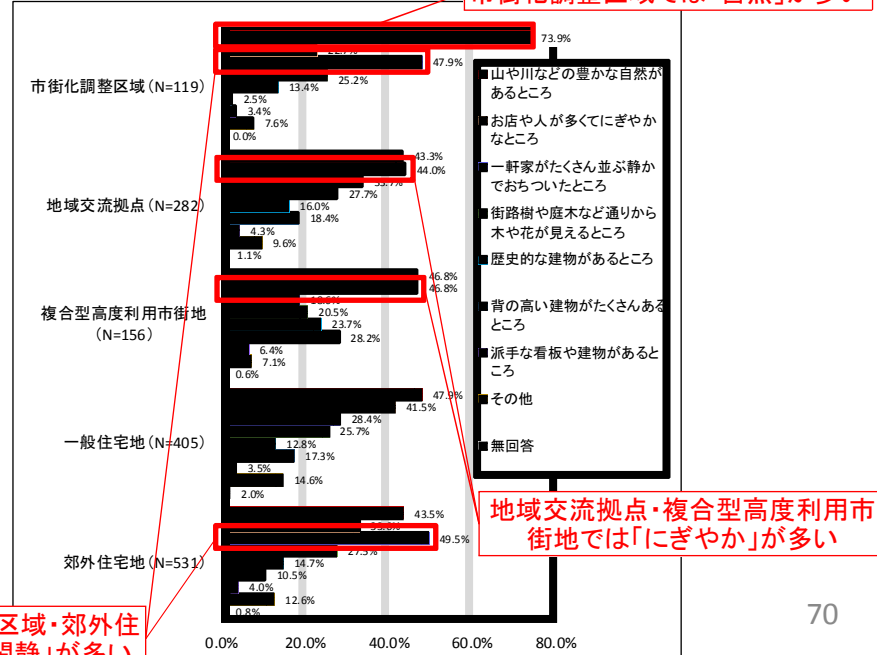 市街化調整区域では「自然」が多い
73.9%
22.7%
47.9%
25.2%
13.4%
2.5%
3.4%
7.6%
0.0%
市街化調整区域(N=119)
43.3%
44.0%
33.7%
27.7%
16.0%
18.4%
4.3%
9.6%
1.1%
地域交流拠点(N=282)
46.8%
46.8%
20.5%
23.7%
28.2%
6.4%
7.1%
0.6%
複合型高度利用市街地
(N=156)
47.9%
41.5%
28.4%
25.7%
12.8%
17.3%
3.5%
14.6%
2.0%
一般住宅地(N=405)
43.5%
49.5%
27.5%
14.7%
10.5%
4.0%
12.6%
0.8%
郊外住宅地(N=531)
0.0%
20.0%
40.0%
60.0%
80.0%
山や川などの豊かな自然が
あるところ
お店や人が多くてにぎやか
なところ
一軒家がたくさん並ぶ静か
でおちついたところ
街路樹や庭木など通りから
木や花が見えるところ
歴史的な建物があるところ
背の高い建物がたくさんある
ところ
派手な看板や建物があると
ころ
その他
無回答
地域交流拠点・複合型高度利用市
街地では「にぎやか」が多い
区域・郊外住
閑静」が多い
70